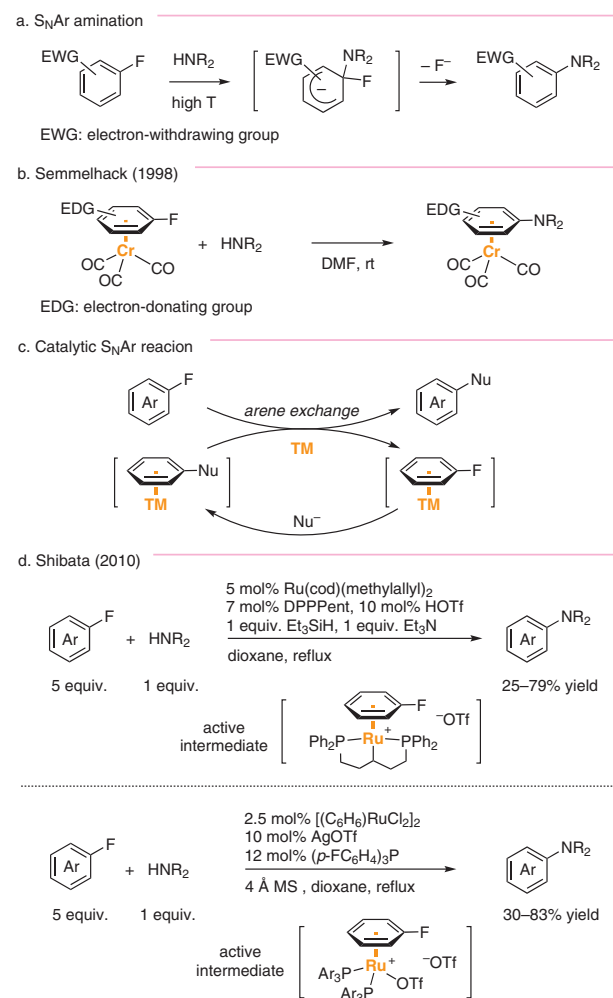 a. SNAr amination
EWG F
HNR2
high T
EWG NR2 F −
– F−
EWG NR2
EWG: electron-withdrawing group
b. Semmelhack (1998)
EDG F
Cr
OC OC CO
+ HNR2
DMF, rt
EDG NR2
Cr
OC OC CO
EDG: electron-donating group
c. Catalytic SNAr reacion
Ar F
arene exchange
Ar Nu
TM
Nu
TM
F
TM
Nu−
d. Shibata (2010)
5 mol% Ru(cod)(methylallyl)2
7 mol% DPPPent, 10 mol% HOTf
1 equiv. Et3SiH, 1 equiv. Et3N
Ar F + HNR2
dioxane, reflux
Ar NR2
5 equiv. 1 equiv.
25–79% yield
active
intermediate
F
−OTf
Ph2P Ru+ PPh2
2.5 mol% [(C6H6)RuCl2]2
10 mol% AgOTf
12 mol% (p-FC6H4)3P
Ar F + HNR2
4 Å MS , dioxane, reflux
Ar NR2
5 equiv. 1 equiv.
30–83% yield
active
intermediate
F
−OTf
Ar3P Ru+
OTf
Ar3P